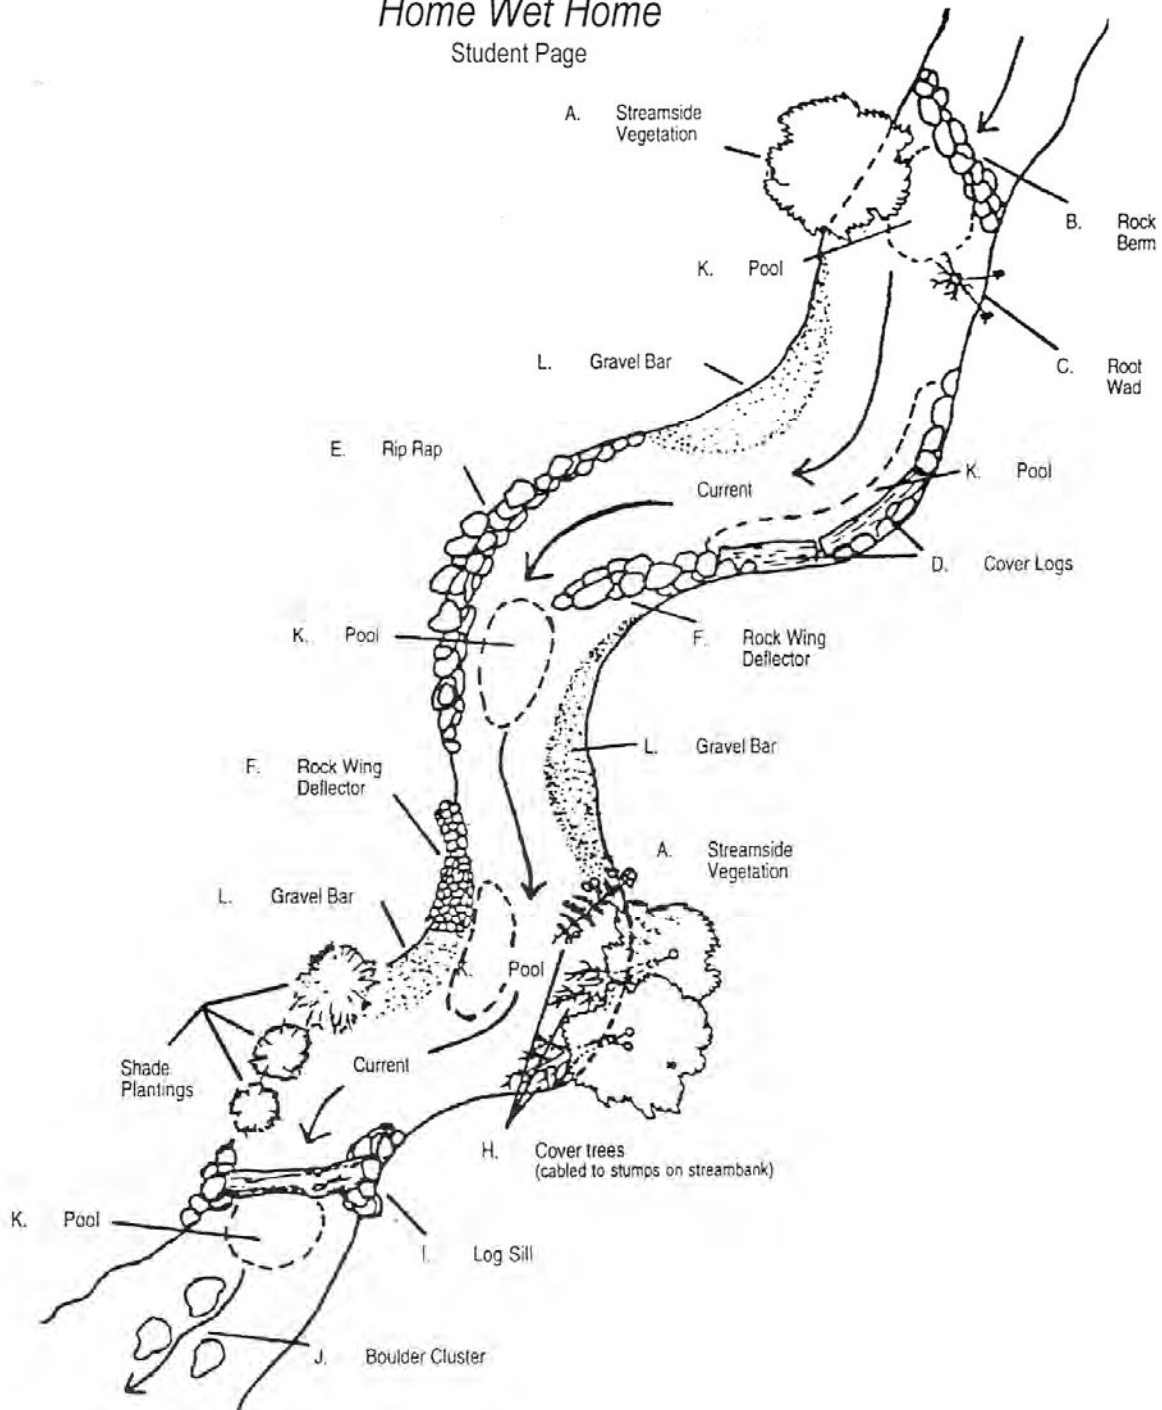 Home Wet Home
Student Page
A. Streamside
Vegetation
B. Rock
Berm
K. Pool
L. Gravel Bar
C. Root
Wad
E. Rip Rap
K. Pool
Current
D. Cover Logs
K. Pool
F. Rock Wing
Deflector
L. Gravel Bar
F. Rock Wing
Deflector
A. Streamside
Vegetation
L. Gravel Bar
K. Pool
Current
Shade
Plantings
H. Cover trees
(cabled to stumps on streambank)
K. Pool
I. Log Sill
J. Boulder Cluster